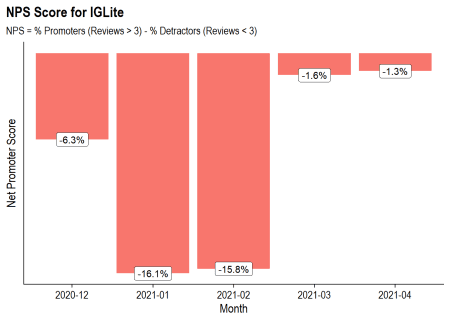 NPS Score for IGLite
NPS = % Promoters (Reviews > 3) - % Detractors (Reviews < 3)
Net Promoter Score
-6.3%
-16.1%
-15.8%
-1.6%
-1.3%
2020-12
2021-01
2021-02
2021-03
2021-04
Month